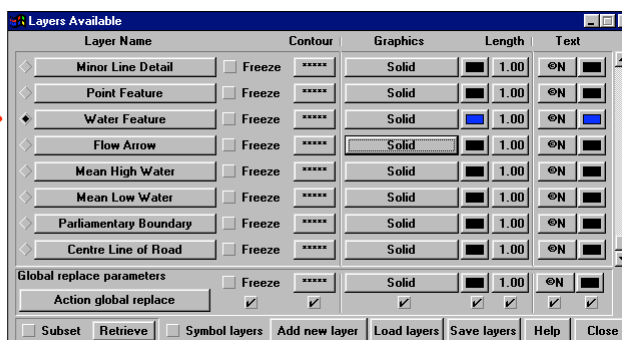 Layers Available
Layer Name Contour Graphics Length Text
Minor Line Detail Freeze ***** Solid 1.00 ON
Point Feature Freeze ***** Solid 1.00 ON
Water Feature Freeze ***** Solid 1.00 ON
Flow Arrow Freeze ***** Solid 1.00 ON
Mean High Water Freeze ***** Solid 1.00 ON
Mean Low Water Freeze ***** Solid 1.00 ON
Parliamentary Boundary Freeze ***** Solid 1.00 ON
Centre Line of Road Freeze ***** Solid 1.00 ON
Global replace parameters
Freeze ***** Solid 1.00 ON
Action global replace
Subset Retrieve Symbol layers Add new layer Load layers Save layers Help Close